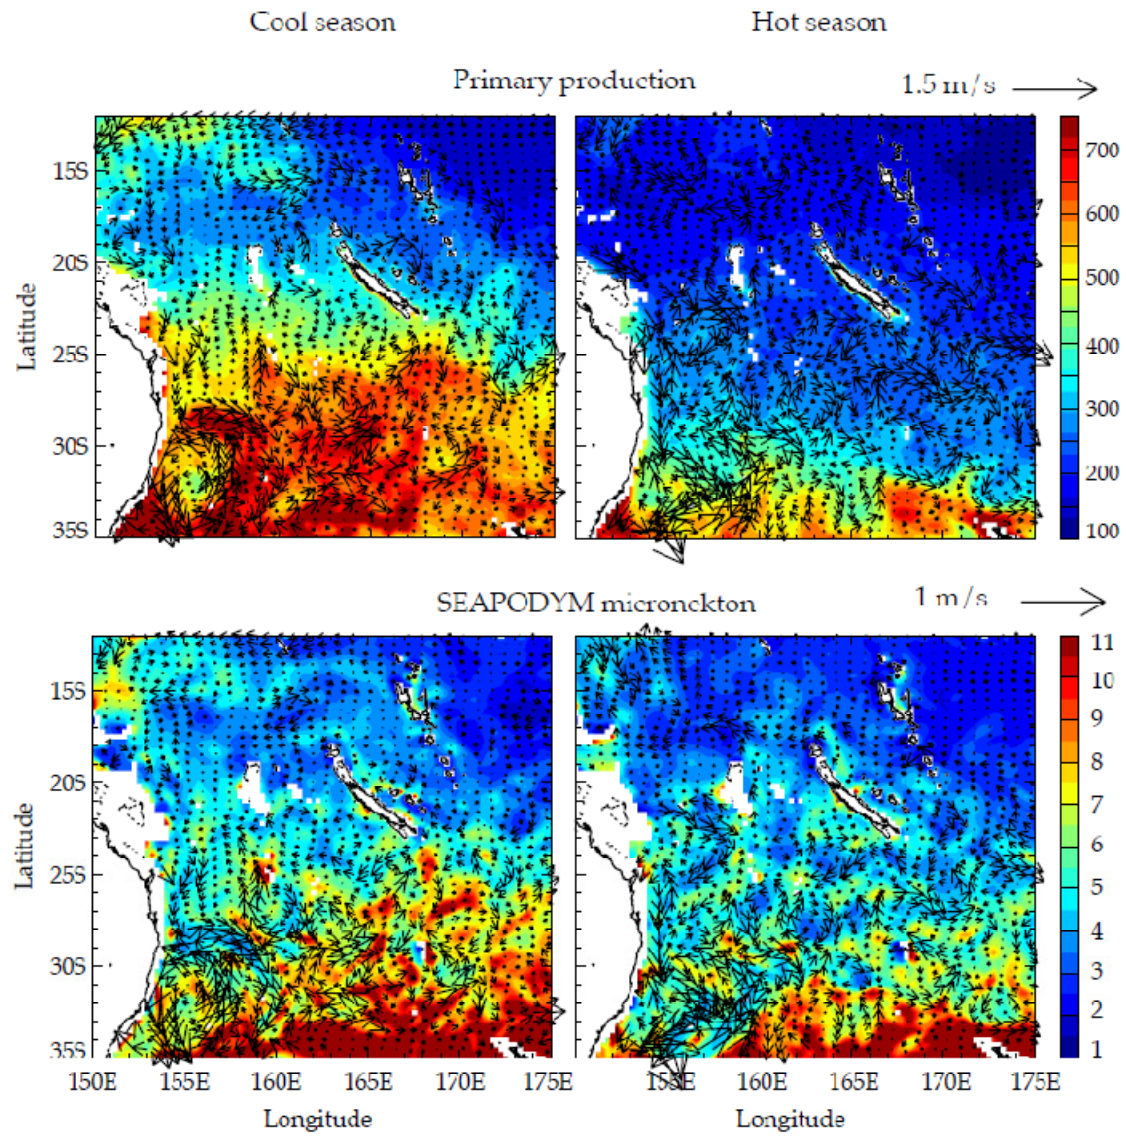 Cool season Hot season
Primary production 1.5 m/s
15S
20S
25S
30S
35S
Latitude
700
600
500
400
300
200
100
SEAPODYM micronckton 1 m/s
15S
20S
25S
30S
35S
Latitude
11
10
9
8
7
6
5
4
3
2
1
150E 155E 160E 165E 170E 175E 155E 160E 165E 170E 175E
Longitude Longitude